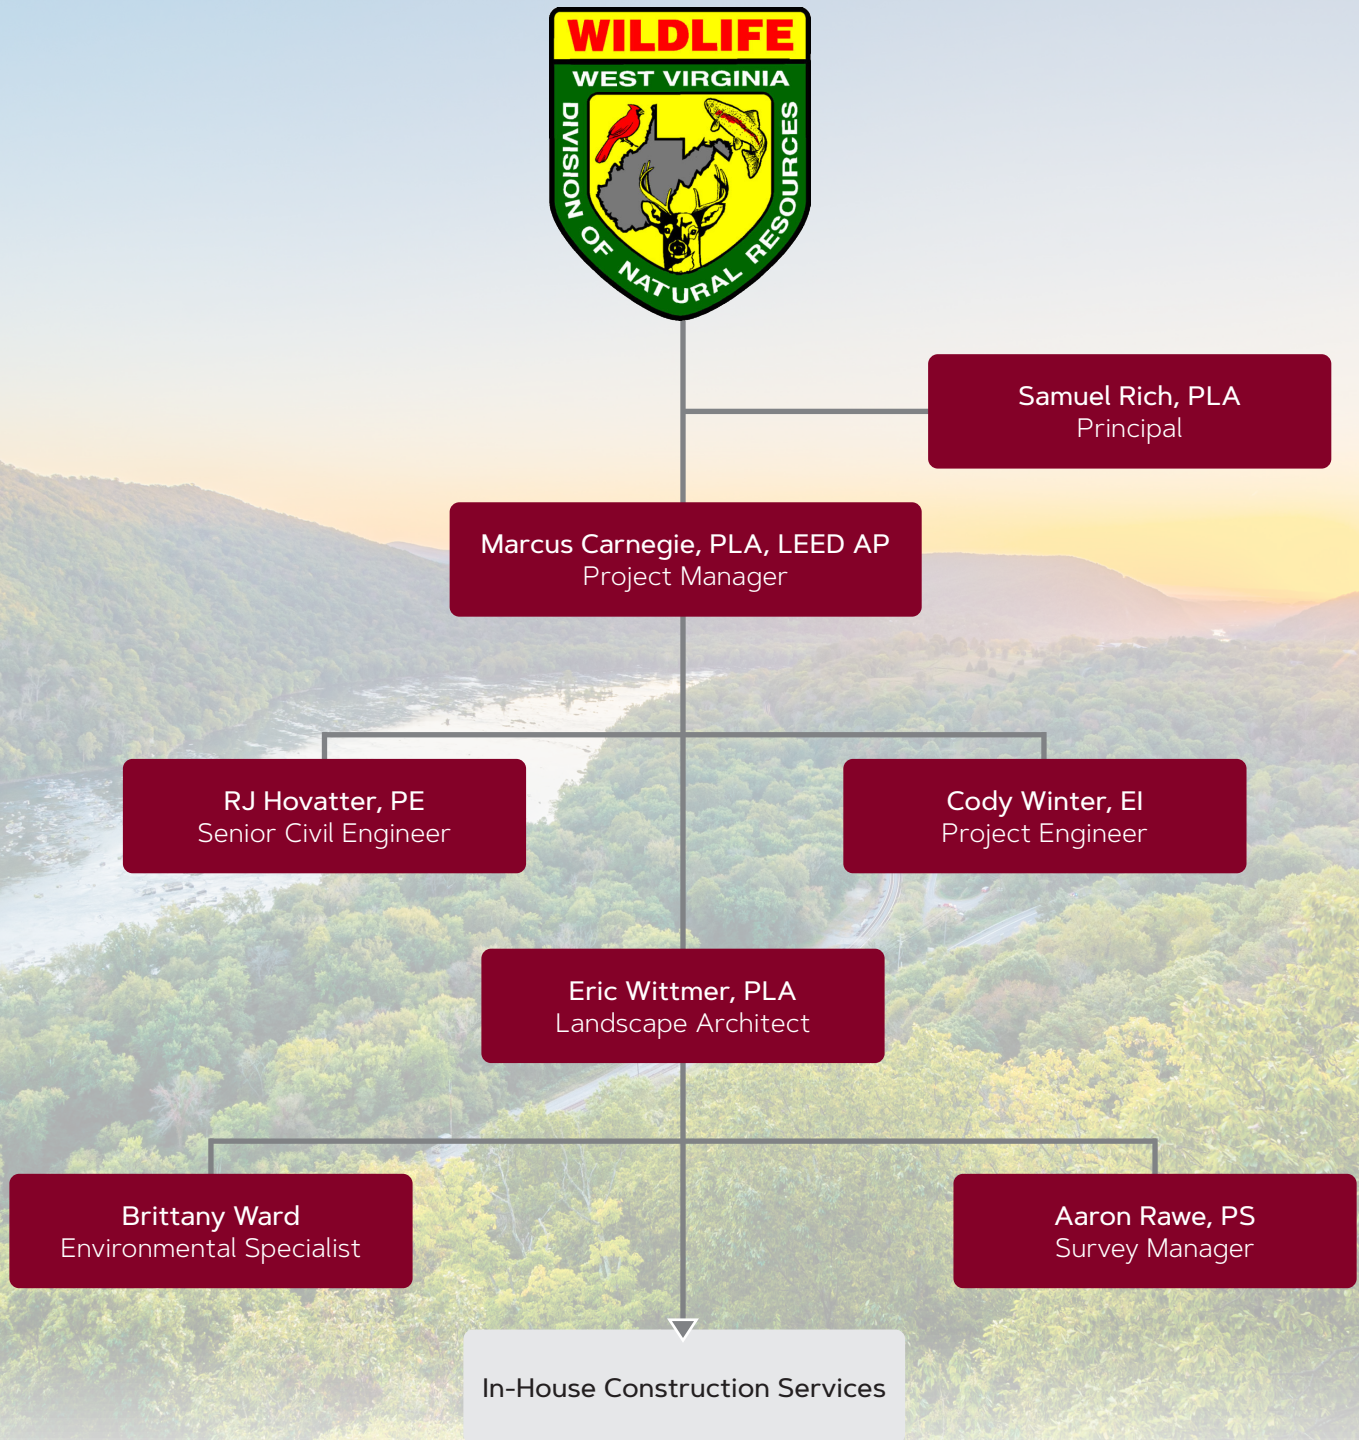 WILDLIFE
WEST VIRGINIA
DIVISION OF NATURAL RESOURCES
Samuel Rich, PLA
Principal
Marcus Carnegie, PLA, LEED AP
Project Manager
RJ Hovatter, PE
Senior Civil Engineer
Cody Winter, EI
Project Engineer
Eric Wittmer, PLA
Landscape Architect
Brittany Ward
Environmental Specialist
Aaron Rawe, PS
Survey Manager
In-House Construction Services